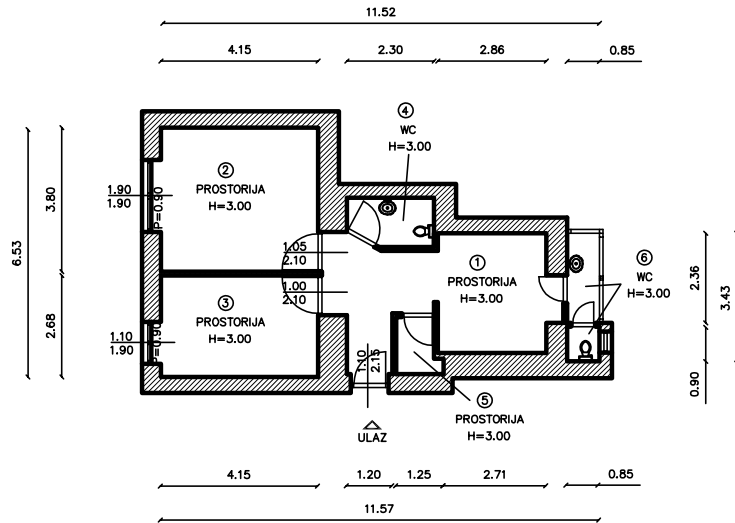 11.52
4.15
2.30
2.86
0.85
④
WC
H=3.00
②
PROSTORIJA
H=3.00
1.90
1.90
P=0.90
3.80
6.53
2.68
1.05
2.10
1.00
2.10
①
PROSTORIJA
H=3.00
⑥
WC
H=3.00
2.36
3.43
0.90
③
PROSTORIJA
H=3.00
1.10
1.90
P=0.90
1.10
2.15
⑤
PROSTORIJA
H=3.00
ULAZ
4.15
1.20
1.25
2.71
0.85
11.57